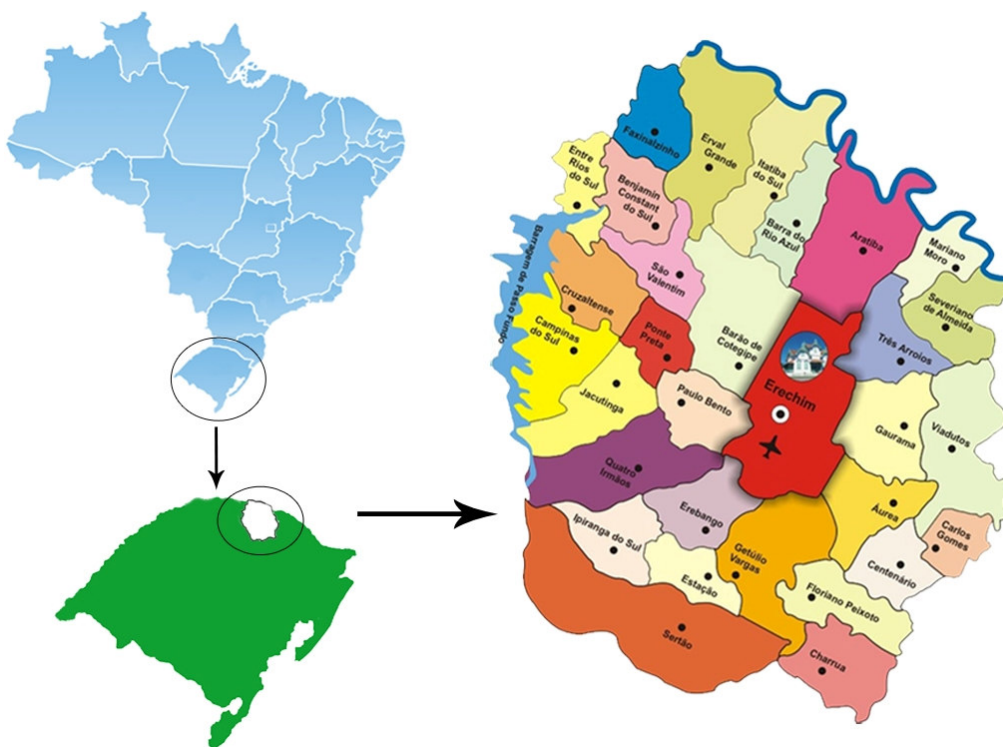 Faxinalzinho
Erval
Grande
Itatiba
do Sul
Entre
Rios
do Sul
Benjamin
Constant
do Sul
Barra do
Rio Azul
Aratiba
Mariano
Moro
Severiano
de Almeida
São
Valentim
Barragem de Passo Fundo
Cruzaltense
Campinas
do Sul
Ponte
Preta
Barão de
Cotegipe
Três Arroios
Erechim
Jacutinga
Paulo Bento
Gaurama
Viadutos
Quatro
Irmãos
Erebango
Áurea
Carlos
Gomes
Ipiranga do Sul
Getúlio
Vargas
Centenário
Estação
Floriano Peixoto
Sertão
Charrua